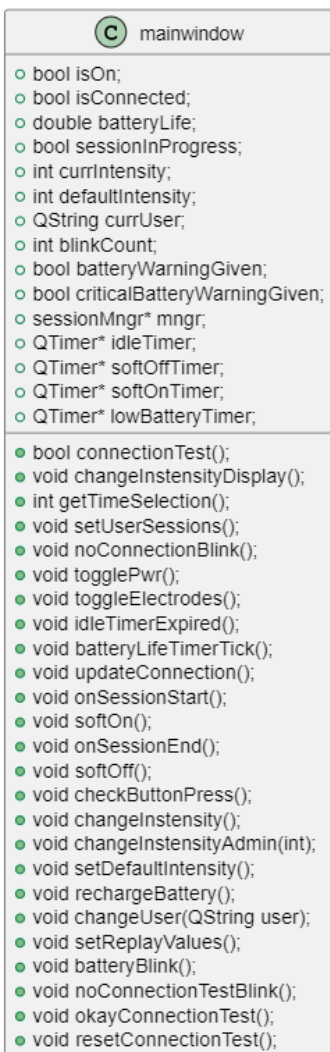 C mainwindow
bool isOn;
bool isConnected;
double batteryLife;
bool sessionInProgress;
int currIntensity;
int defaultIntensity;
QString currUser;
int blinkCount;
bool batteryWarningGiven;
bool criticalBatteryWarningGiven;
sessionMngr* mngr;
QTimer* idleTimer;
QTimer* softOffTimer;
QTimer* softOnTimer;
QTimer* lowBatteryTimer;
bool connectionTest();
void changeInstensityDisplay();
int getTimeSelection();
void setUserSessions();
void noConnectionBlink();
void togglePwr();
void toggleElectrodes();
void idleTimerExpired();
void batteryLifeTimerTick();
void updateConnection();
void onSessionStart();
void softOn();
void onSessionEnd();
void softOff();
void checkButtonPress();
void changeInstensity();
void changeInstensityAdmin(int);
void setDefaultIntensity();
void rechargeBattery();
void changeUser(QString user);
void setReplayValues();
void batteryBlink();
void noConnectionTestBlink();
void okayConnectionTest();
void resetConnectionTest();